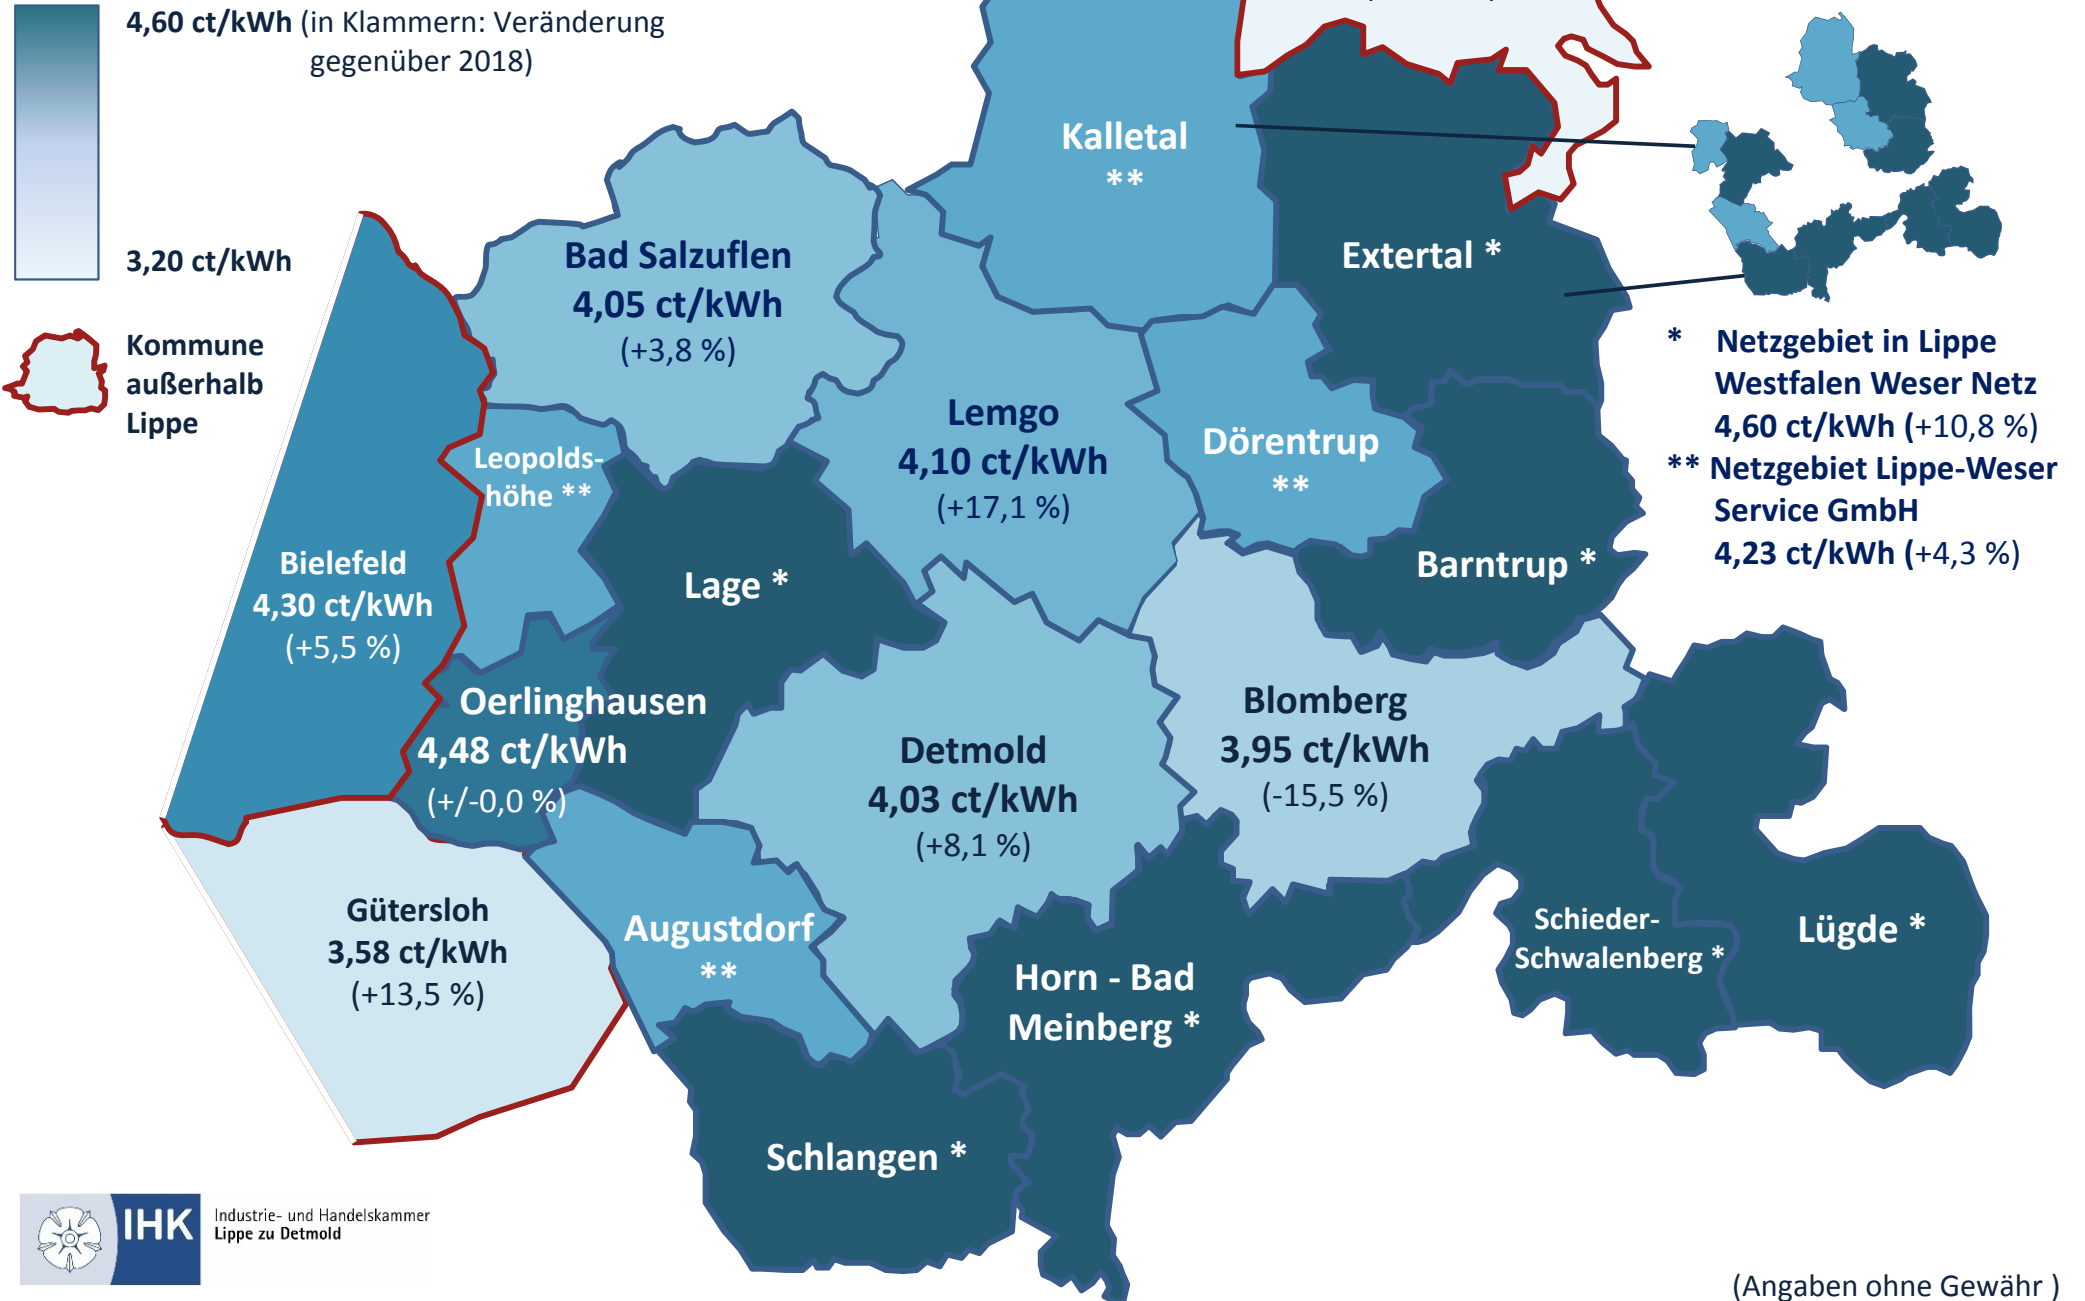 4,60 ct/kWh (in Klammern: Veränderung
gegenüber 2018)
3,20 ct/kWh
Kommune
außerhalb
Lippe
Kalletal
**
Extertal *
Bad Salzuflen
4,05 ct/kWh
(+3,8 %)
Lemgo
4,10 ct/kWh
(+17,1 %)
Dörentrup
**
Leopolds-
höhe **
Barntrup *
Lage *
Bielefeld
4,30 ct/kWh
(+5,5 %)
Oerlinghausen
4,48 ct/kWh
(+/-0,0 %)
Detmold
4,03 ct/kWh
(+8,1 %)
Blomberg
3,95 ct/kWh
(-15,5 %)
Gütersloh
3,58 ct/kWh
(+13,5 %)
Augustdorf
**
Horn - Bad
Meinberg *
Schieder-
Schwalenberg *
Lügde *
Schlangen *
* Netzgebiet in Lippe
Westfalen Weser Netz
4,60 ct/kWh (+10,8 %)
** Netzgebiet Lippe-Weser
Service GmbH
4,23 ct/kWh (+4,3 %)
IHK
Industrie- und Handelskammer
Lippe zu Detmold
(Angaben ohne Gewähr )